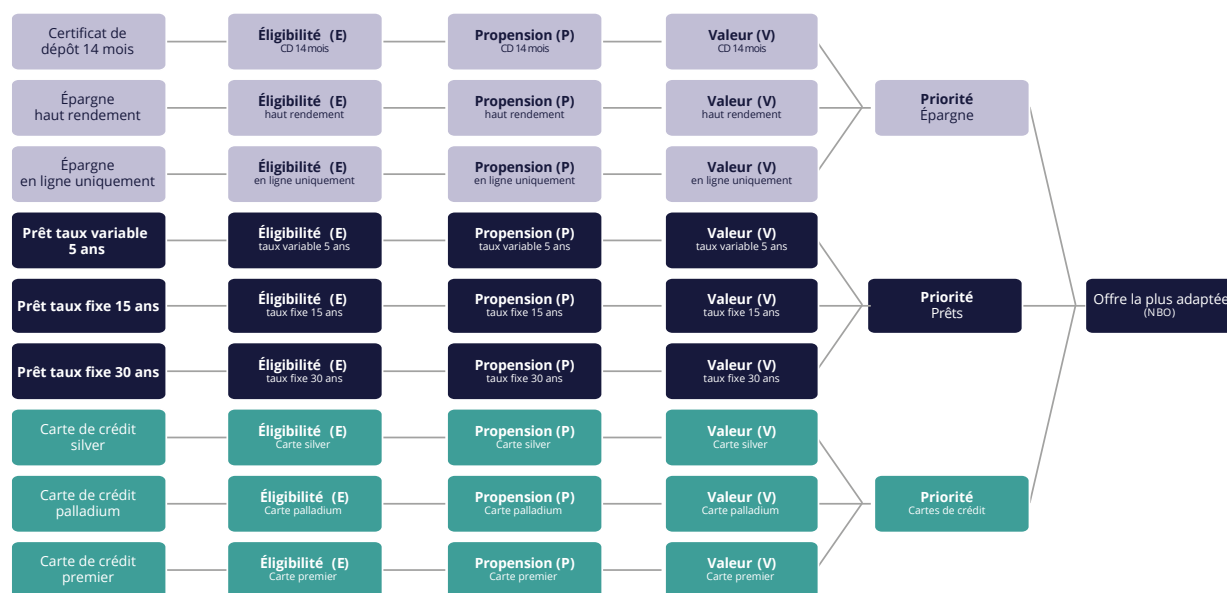 Certificat de
dépôt 14 mois
Éligibilité (E)
CD 14 mois
Propension (P)
CD 14 mois
Valeur (V)
CD 14 mois
Épargne
haut rendement
Éligibilité (E)
haut rendement
Propension (P)
haut rendement
Valeur (V)
haut rendement
Priorité
Épargne
Épargne
en ligne uniquement
Éligibilité (E)
en ligne uniquement
Propension (P)
en ligne uniquement
Valeur (V)
en ligne uniquement
Prêt taux variable
5 ans
Éligibilité (E)
taux variable 5 ans
Propension (P)
taux variable 5 ans
Valeur (V)
taux variable 5 ans
Prêt taux fixe 15 ans
Éligibilité (E)
taux fixe 15 ans
Propension (P)
taux fixe 15 ans
Valeur (V)
taux fixe 15 ans
Priorité
Prêts
Offre la plus adaptée
(NBO)
Prêt taux fixe 30 ans
Éligibilité (E)
taux fixe 30 ans
Propension (P)
taux fixe 30 ans
Valeur (V)
taux fixe 30 ans
Carte de crédit
silver
Éligibilité (E)
Carte silver
Propension (P)
Carte silver
Valeur (V)
Carte silver
Carte de crédit
palladium
Éligibilité (E)
Carte palladium
Propension (P)
Carte palladium
Valeur (V)
Carte palladium
Priorité
Cartes de crédit
Carte de crédit
premier
Éligibilité (E)
Carte premier
Propension (P)
Carte premier
Valeur (V)
Carte premier